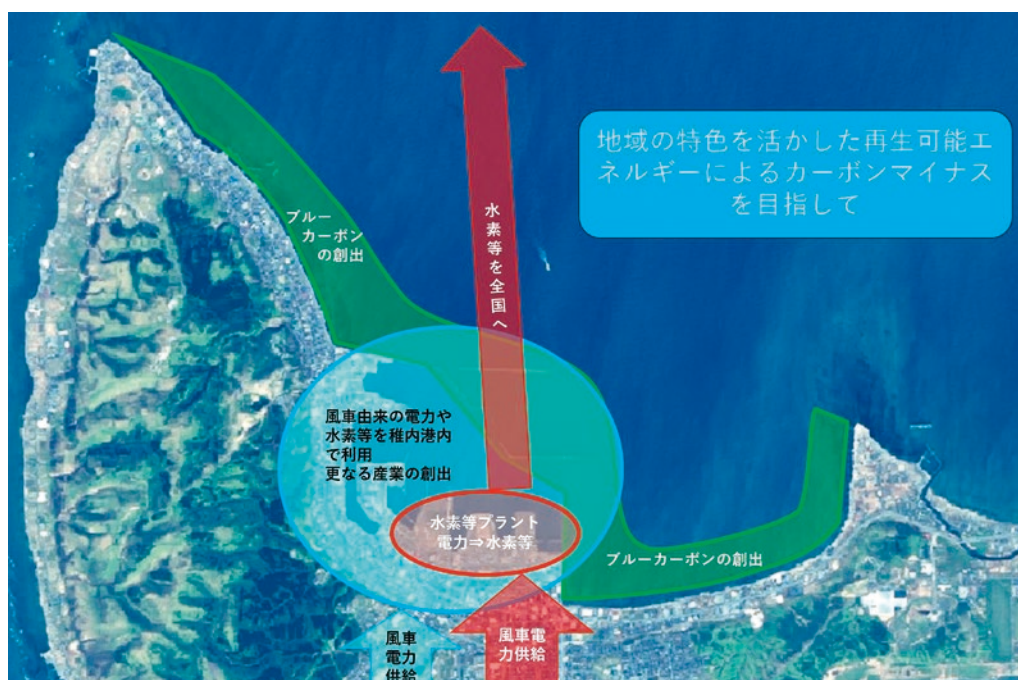 地域の特色を活かした再生可能エ
ネルギーによるカーボンマイナス
を目指して
ブルー
カーボン
の創出
水素等を全国へ
風車由来の電力や
水素等を稚内港内
で利用
更なる産業の創出
水素等プラント
電力⇒水素等
ブルーカーボンの創出
風車
電力
供給
風車電
力供給